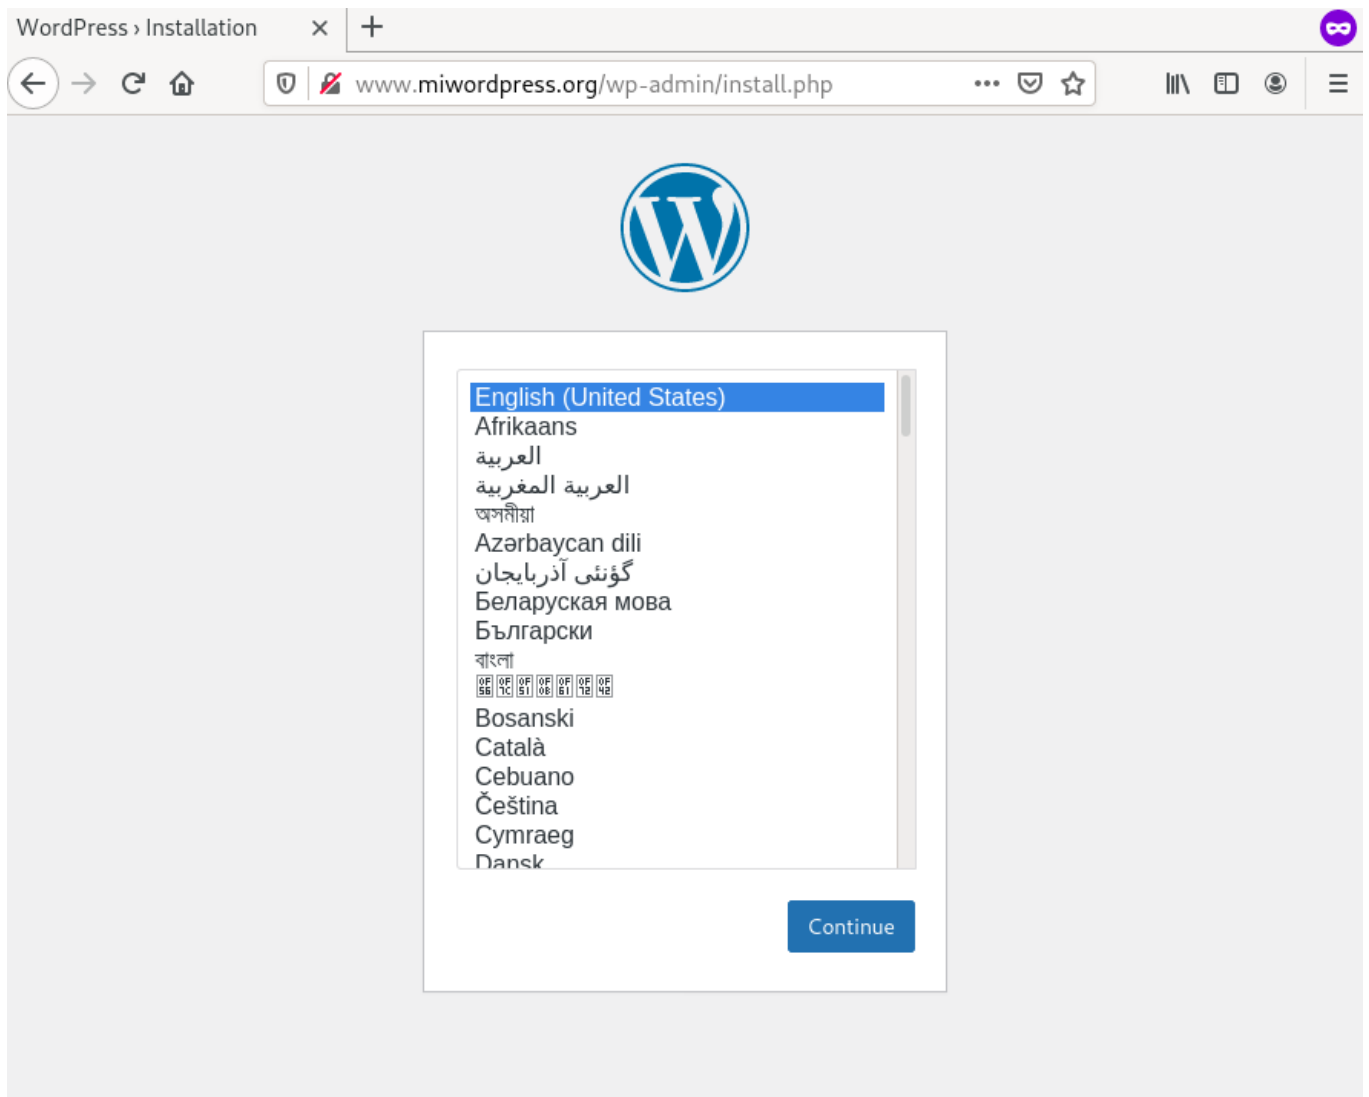 WordPress › Installation
www.miwordpress.org/wp-admin/install.php
English (United States)
Afrikaans
العربية
العربية المغربية
অসমীয়া
Azərbaycan dili
گؤنئی آذربایجان
Беларуская мова
Български
বাংলা
Bosanski
Català
Cebuano
Čeština
Cymraeg
Dansk
Continue